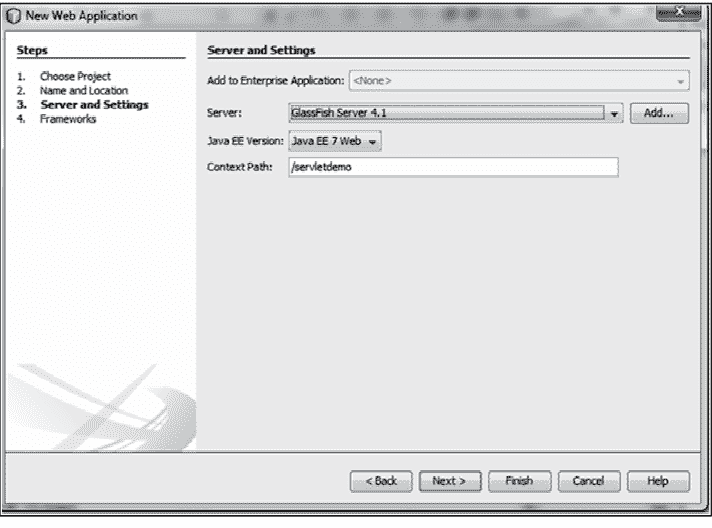 New Web Application
Steps
1. Choose Project
2. Name and Location
3. Server and Settings
4. Frameworks
Server and Settings
Add to Enterprise Application: <None>
Server: GlassFish Server 4.1 Add...
Java EE Version: Java EE 7 Web
Context Path: /servletdemo
< Back Next > Finish Cancel Help